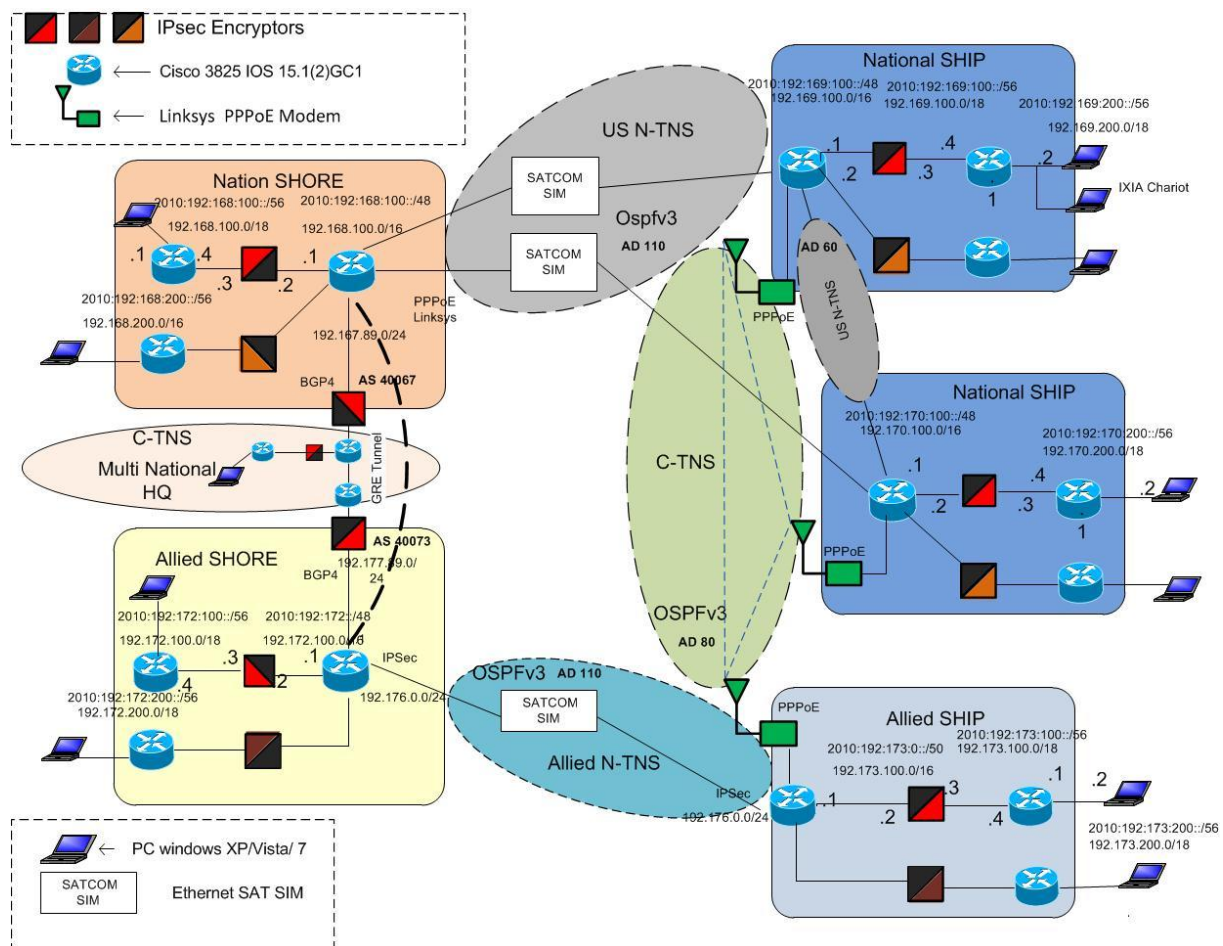 IPsec Encryptors
Cisco 3825 IOS 15.1(2)GC1
Linksys PPPoE Modem
Nation SHORE
2010:192:168:100::/56
192.168.100.0/18
2010:192:168:100::/48
192.168.100.0/16
.1
.4
.3
.2
.1
2010:192:168:200::/56
192.168.200.0/16
PPPoE
Linksys
192.167.89.0/24
BGP4
AS 40067
C-TNS
Multi National
HQ
GRE Tunnel
Allied SHORE
AS 40073
BGP4
192.177.89.0/
24
2010:192:172:100::/56
192.172.100.0/18
2010:192:172::/48
.3
.1
.4
2
IPSec
192.176.0.0/24
2010:192:172:200::/56
192.172.200.0/18
PC windows XP/Vista/ 7
SATCOM
SIM
Ethernet SAT SIM
US N-TNS
SATCOM
SIM
Ospfv3
AD 110
SATCOM
SIM
C-TNS
OSPFv3
AD 80
OSPFv3
AD 110
SATCOM
SIM
Allied N-TNS
National SHIP
2010:192:169:100::/48
192.169.100.0/16
2010:192:169:100::/56
192.169.100.0/18
2010:192:169:200::/56
192.169.200.0/18
.1
.2
.4
.3
.2
1
IXIA Chariot
AD 60
US N-TNS
PPPoE
National SHIP
2010:192:170:100::/48
192.170.100.0/16
2010:192:170:200::/56
192.170.200.0/18
.1
.2
.4
.3
.2
1
PPPoE
Allied SHIP
PPPoE
2010:192:173:0::/50
192.173.100.0/16
2010:192:173:100::/56
192.173.100.0/18
IPSec
192.176.0.0/24
.1
.2
.3
.4
.1
.2
2010:192:173:200::/56
192.173.200.0/18